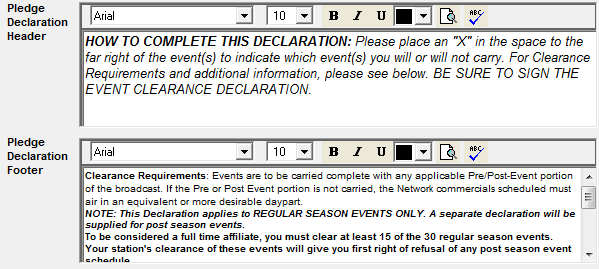 Pledge
Declaration
Header
Arial 10 B I U ABC
HOW TO COMPLETE THIS DECLARATION: Please place an "X" in the space to the
far right of the event(s) to indicate which event(s) you will or will not carry. For Clearance
Requirements and additional information, please see below. BE SURE TO SIGN THE
EVENT CLEARANCE DECLARATION.
Pledge
Declaration
Footer
Arial 10 B I U ABC
Clearance Requirements: Events are to be carried complete with any applicable Pre/Post-Event portion
of the broadcast. If the Pre or Post Event portion is not carried, the Network commercials scheduled must
air in an equivalent or more desirable daypart.
NOTE: This Declaration applies to REGULAR SEASON EVENTS ONLY. A separate declaration will be
supplied for post season events.
To be considered a full time affiliate, you must clear at least 15 of the 30 regular season events.
Your station's clearance of these events will give you first right of refusal of any post season event
schedule